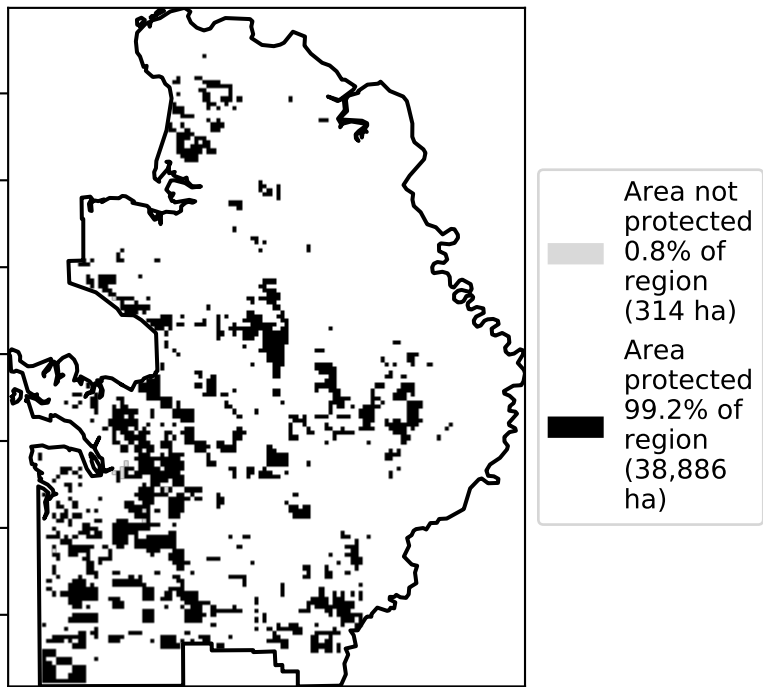 Area not
protected
0.8% of
region
(314 ha)
Area
protected
99.2% of
region
(38,886
ha)